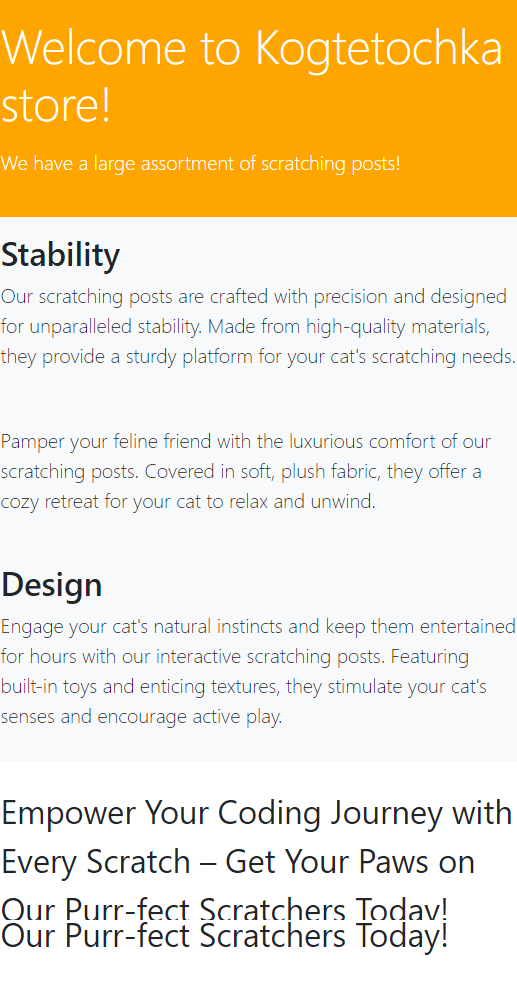 Welcome to Kogtetochka
store!
We have a large assortment of scratching posts!
Stability
Our scratching posts are crafted with precision and designed
for unparalleled stability. Made from high-quality materials,
they provide a sturdy platform for your cat's scratching needs.
Pamper your feline friend with the luxurious comfort of our
scratching posts. Covered in soft, plush fabric, they offer a
cozy retreat for your cat to relax and unwind.
Design
Engage your cat's natural instincts and keep them entertained
for hours with our interactive scratching posts. Featuring
built-in toys and enticing textures, they stimulate your cat's
senses and encourage active play.
Empower Your Coding Journey with
Every Scratch – Get Your Paws on
Our Purr-fect Scratchers Today!
Our Purr-fect Scratchers Today!